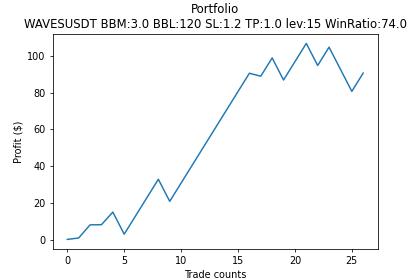 Portfolio
WAVESUSDT BBM:3.0 BBL:120 SL:1.2 TP:1.0 lev:15 WinRatio:74.0
100
80
60
40
20
0
Profit ($)
0 5 10 15 20 25
Trade counts